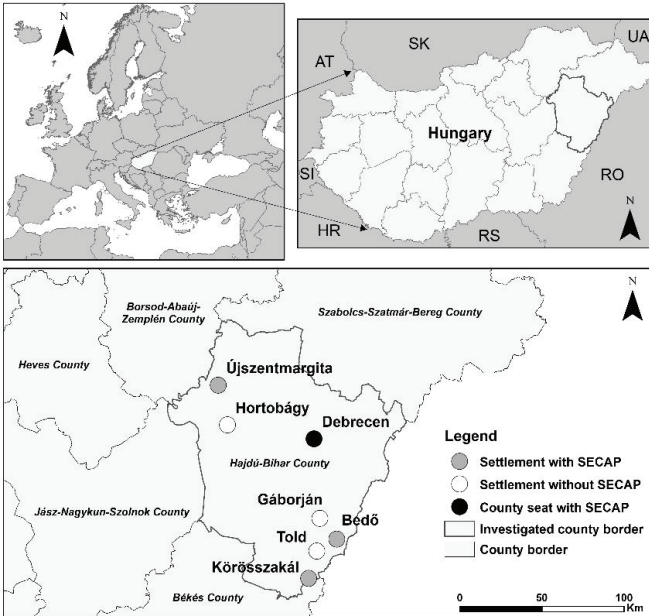 N
AT
SK
UA
Hungary
SI
RO
HR
RS
N
N
Borsod-Abaúj-
Zemplén County
Szabolcs-Szatmár-Bereg County
Heves County
Újszentmargita
Hortobágy
Debrecen
Hajdú-Bihar County
Jász-Nagykun-Szolnok County
Gáborján
Bedő
Told
Körösszakál
Békés County
Legend
Settlement with SECAP
Settlement without SECAP
County seat with SECAP
Investigated county border
County border
0 50 100
Km